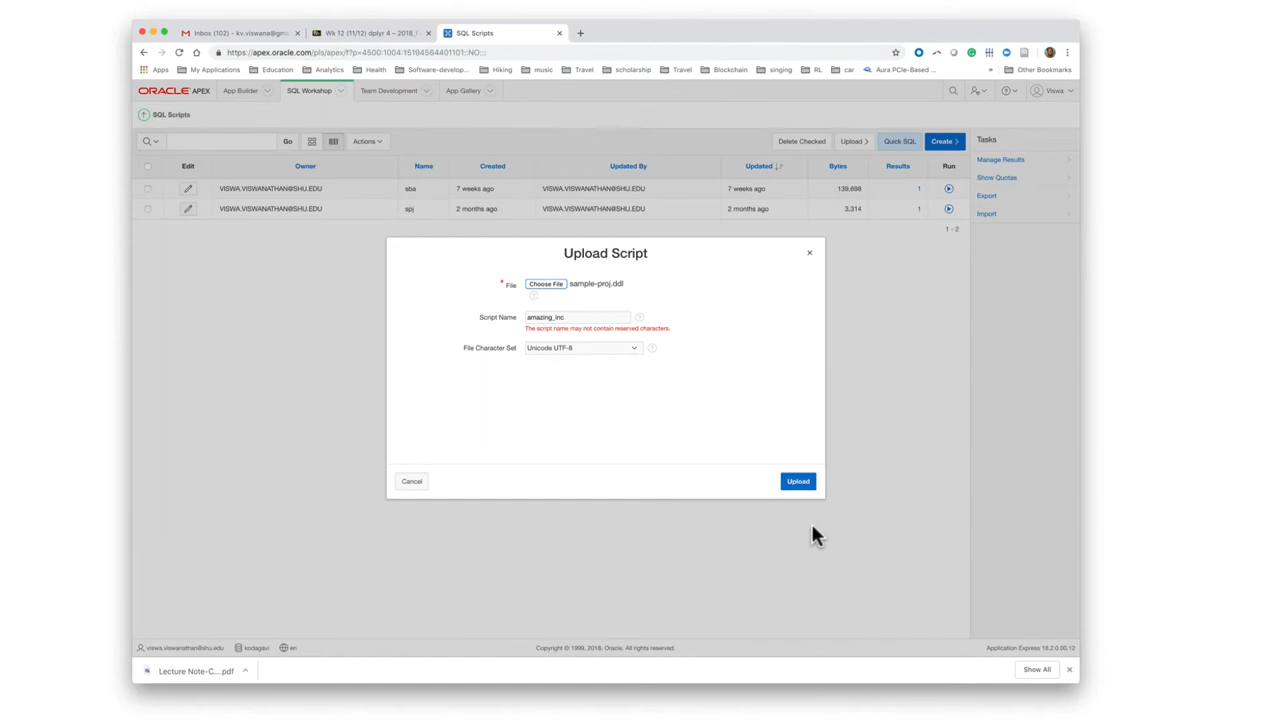 Inbox (102) - kv.viswana@gm
Wk 12 (11/12) dplyr 4 – 2018_
SQL Scripts
https://apex.oracle.com/pls/apex/f?p=4500:1004:15194564401101::NO:::
Apps
My Applications
Education
Analytics
Health
Software-develop...
Hiking
music
Travel
scholarship
Travel
Blockchain
singing
RL
car
Aura PCIe-Based ...
»
Other Bookmarks
ORACLE APEX
App Builder
SQL Workshop
Team Development
App Gallery
Viswa
SQL Scripts
Go
Actions
Delete Checked
Upload >
Quick SQL
Create >
Tasks
Edit
Owner
Name
Created
Updated By
Updated
Bytes
Results
Run
Manage Results
VISWA.VISWANATHAN@SHU.EDU
sba
7 weeks ago
VISWA.VISWANATHAN@SHU.EDU
7 weeks ago
139,698
1
Show Quotas
VISWA.VISWANATHAN@SHU.EDU
spj
2 months ago
VISWA.VISWANATHAN@SHU.EDU
2 months ago
3,314
1
Export
Import
1 - 2
Upload Script
* File
Choose File
sample-proj.ddl
Script Name
amazing_inc
The script name may not contain reserved characters.
File Character Set
Unicode UTF-8
Cancel
Upload
viswa.viswanathan@shu.edu
kodagavi
en
Copyright © 1999, 2018, Oracle. All rights reserved.
Application Express 18.2.0.00.12
Lecture Note-C....pdf
Show All